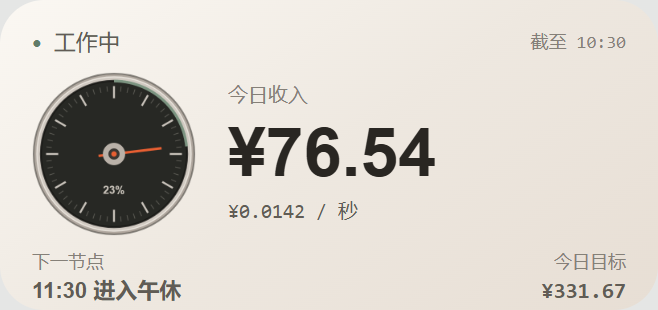 工作中
截至 10:30
今日收入
¥76.54
¥0.0142 / 秒
23%
下一节点
今日目标
11:30 进入午休
¥331.67